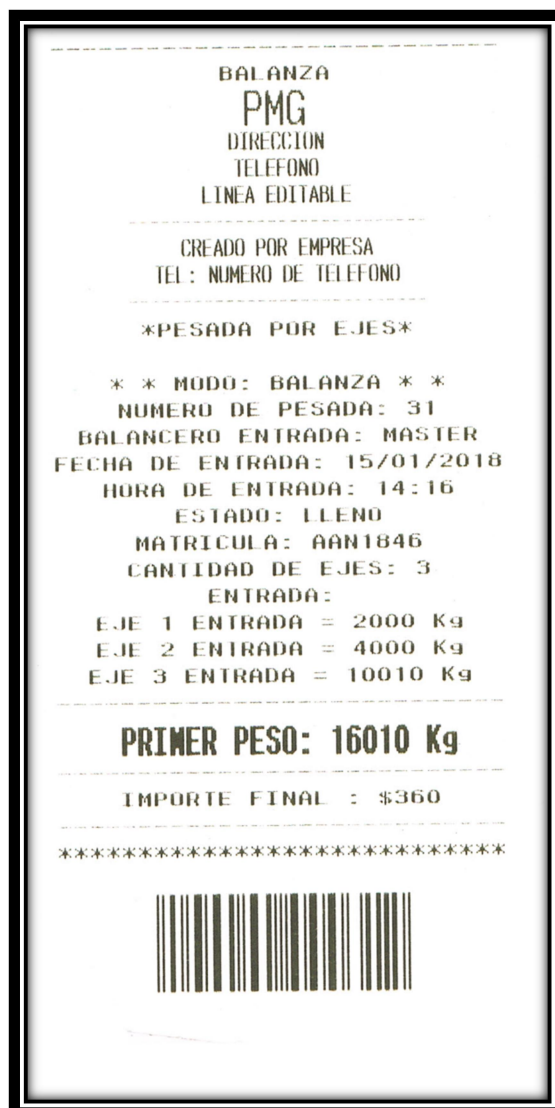 BALANZA
PMG
DIRECCION
TELEFONO
LINEA EDITABLE
CREADO POR EMPRESA
TEL: NUMERO DE TELEFONO
*PESADA POR EJES*
* * MODO: BALANZA * *
NUMERO DE PESADA: 31
BALANCERO ENTRADA: MASTER
FECHA DE ENTRADA: 15/01/2018
HORA DE ENTRADA: 14:16
ESTADO: LLENO
MATRICULA: AAN1846
CANTIDAD DE EJES: 3
ENTRADA:
EJE 1 ENTRADA = 2000 Kg
EJE 2 ENTRADA = 4000 Kg
EJE 3 ENTRADA = 10010 Kg
PRIMER PESO: 16010 Kg
IMPORTE FINAL : $360
****************************